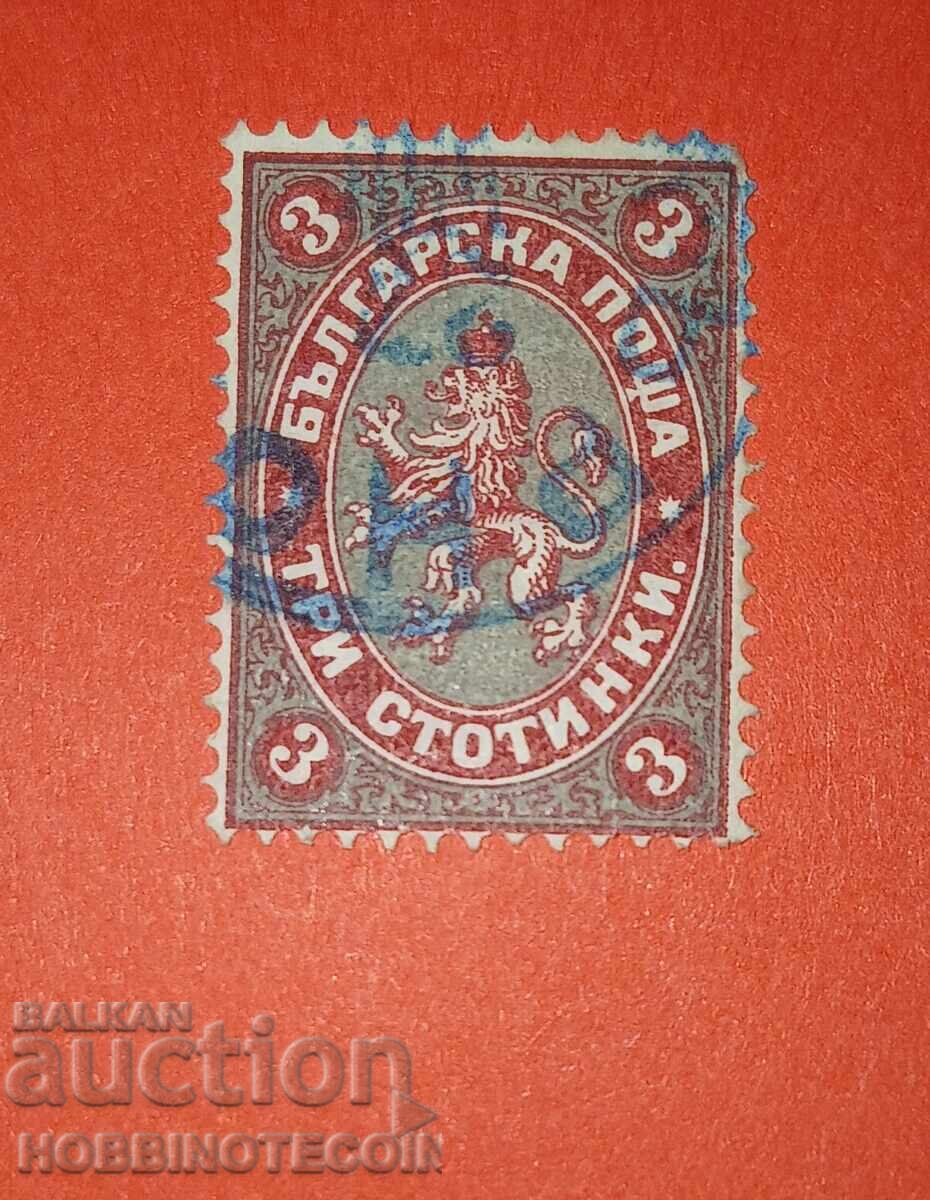 3 3
БЪЛГАРСКА ПОЩА
ТРИ СТОТИНКИ.
3 3
BALKAN
auction
HOBBINOTECOIN